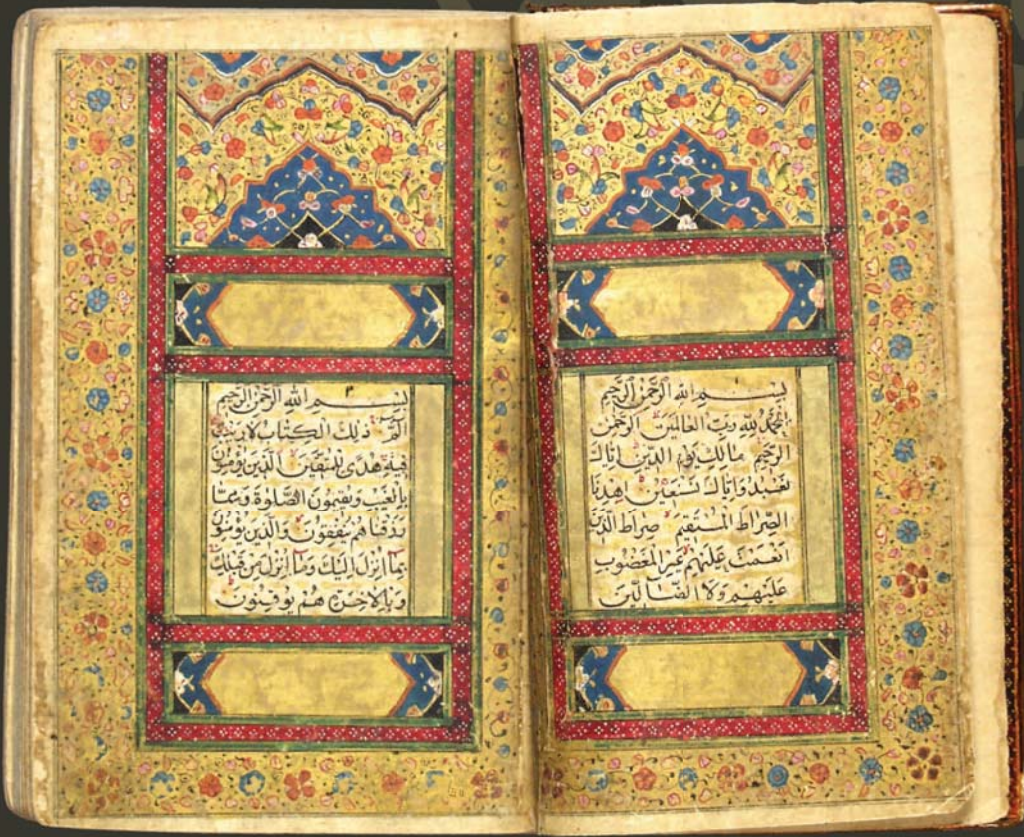 بسم الله الرحمن الرحيم
الحمد لله رب العالمين الرحمن
الرحيم مالك يوم الدين اياك
نعبد واياك نستعين اهدنا
الصراط المستقيم صراط الذين
انعمت عليهم غير المغضوب
عليهم ولا الضالين
بسم الله الرحمن الرحيم
الم ذلك الكتاب لا ريب
فيه هدى للمتقين الذين يؤمنون
بالغيب ويقيمون الصلوة ومما
رزقناهم ينفقون والذين يؤمنون
بما انزل اليك وما انزل من قبلك
وبالاخرة هم يوقنون